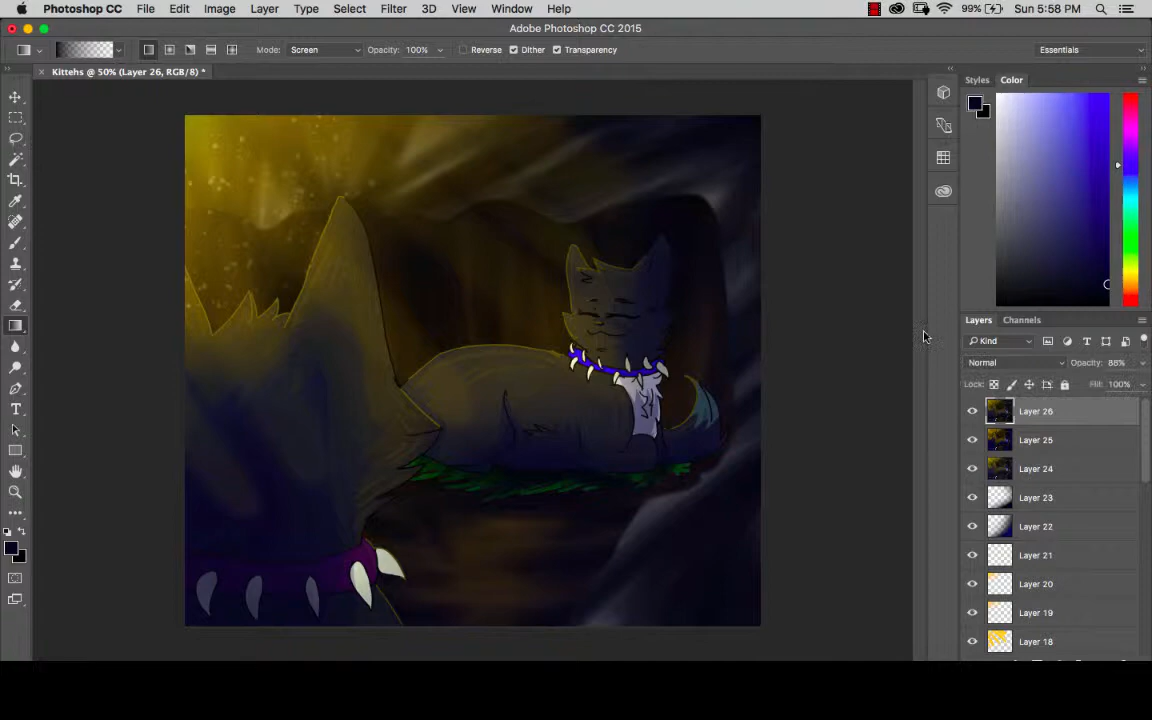 Photoshop CC File Edit Image Layer Type Select Filter 3D View Window Help 99% Sun 5:58 PM
Adobe Photoshop CC 2015
Mode: Screen Opacity: 100% Reverse Dither Transparency Essentials
Kittehs @ 50% (Layer 26, RGB/8) *
Styles Color
Layers Channels
Kind
Normal Opacity: 88%
Lock: Fill: 100%
Layer 26
Layer 25
Layer 24
Layer 23
Layer 22
Layer 21
Layer 20
Layer 19
Layer 18